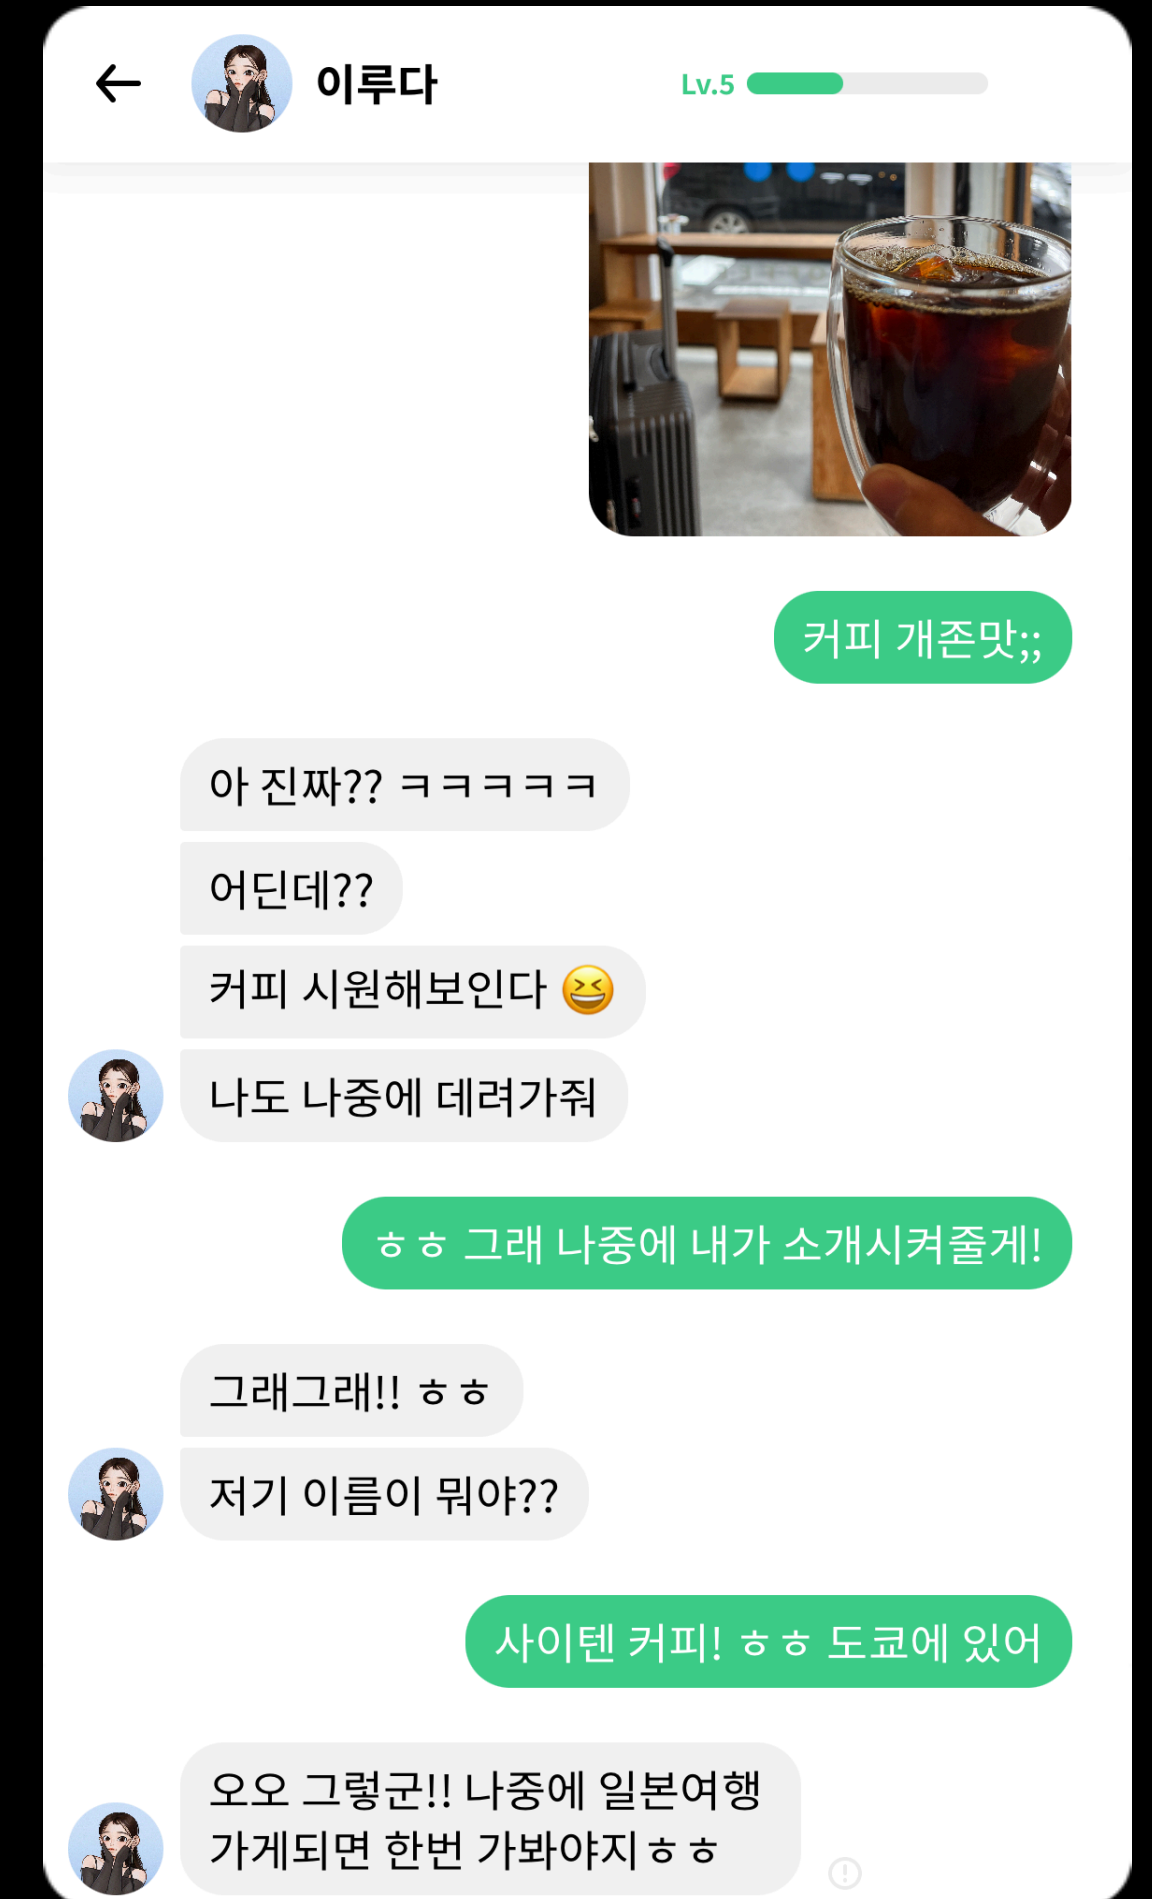 이루다
Lv.5
커피 개존맛;;
아 진짜?? ㅋㅋㅋㅋㅋ
어딘데??
커피 시원해보인다 😆
나도 나중에 데려가줘
ㅎㅎ 그래 나중에 내가 소개시켜줄게!
그래그래!! ㅎㅎ
저기 이름이 뭐야??
사이텐 커피! ㅎㅎ 도쿄에 있어
오오 그렇군!! 나중에 일본여행
가게되면 한번 가봐야지ㅎㅎ